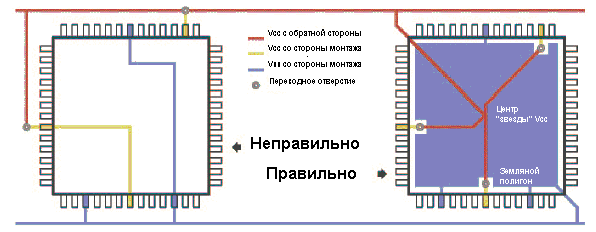 Vcc с обратной стороны
Vcc со стороны монтажа
Vss со стороны монтажа
Переходное отверстие
Центр
"звезды" Vcc
Неправильно
Правильно
Земляной
полигон